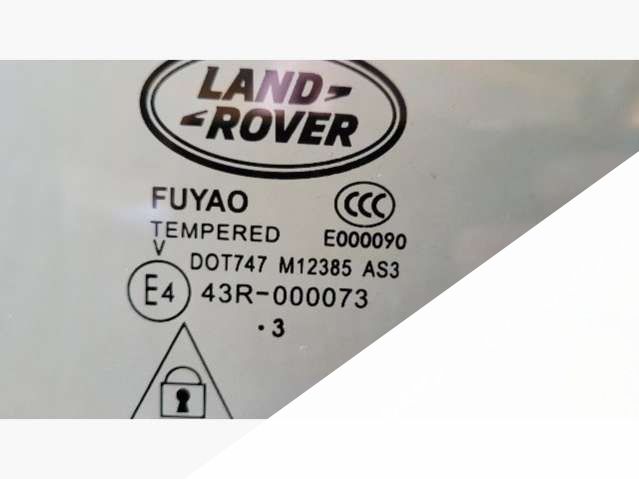 LAND
ROVER
FUYAO
CCC
TEMPERED
E000090
V
DOT747 M12385 AS3
E4
43R-000073
.3